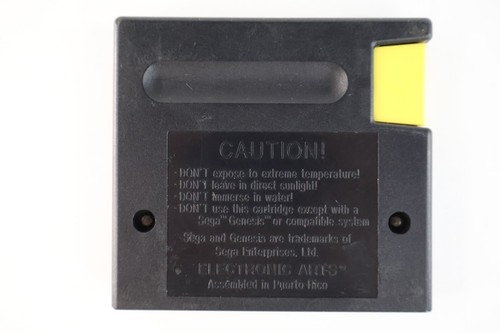 CAUTION!
- DON'T expose to extreme temperature!
- DON'T leave in direct sunlight!
- DON'T immerse in water!
- DON'T use this cartridge except with a
Sega™ Genesis™ or compatible system
Sega and Genesis are trademarks of
Sega Enterprises, Ltd.
ELECTRONIC ARTS™
Assembled in Puerto Rico